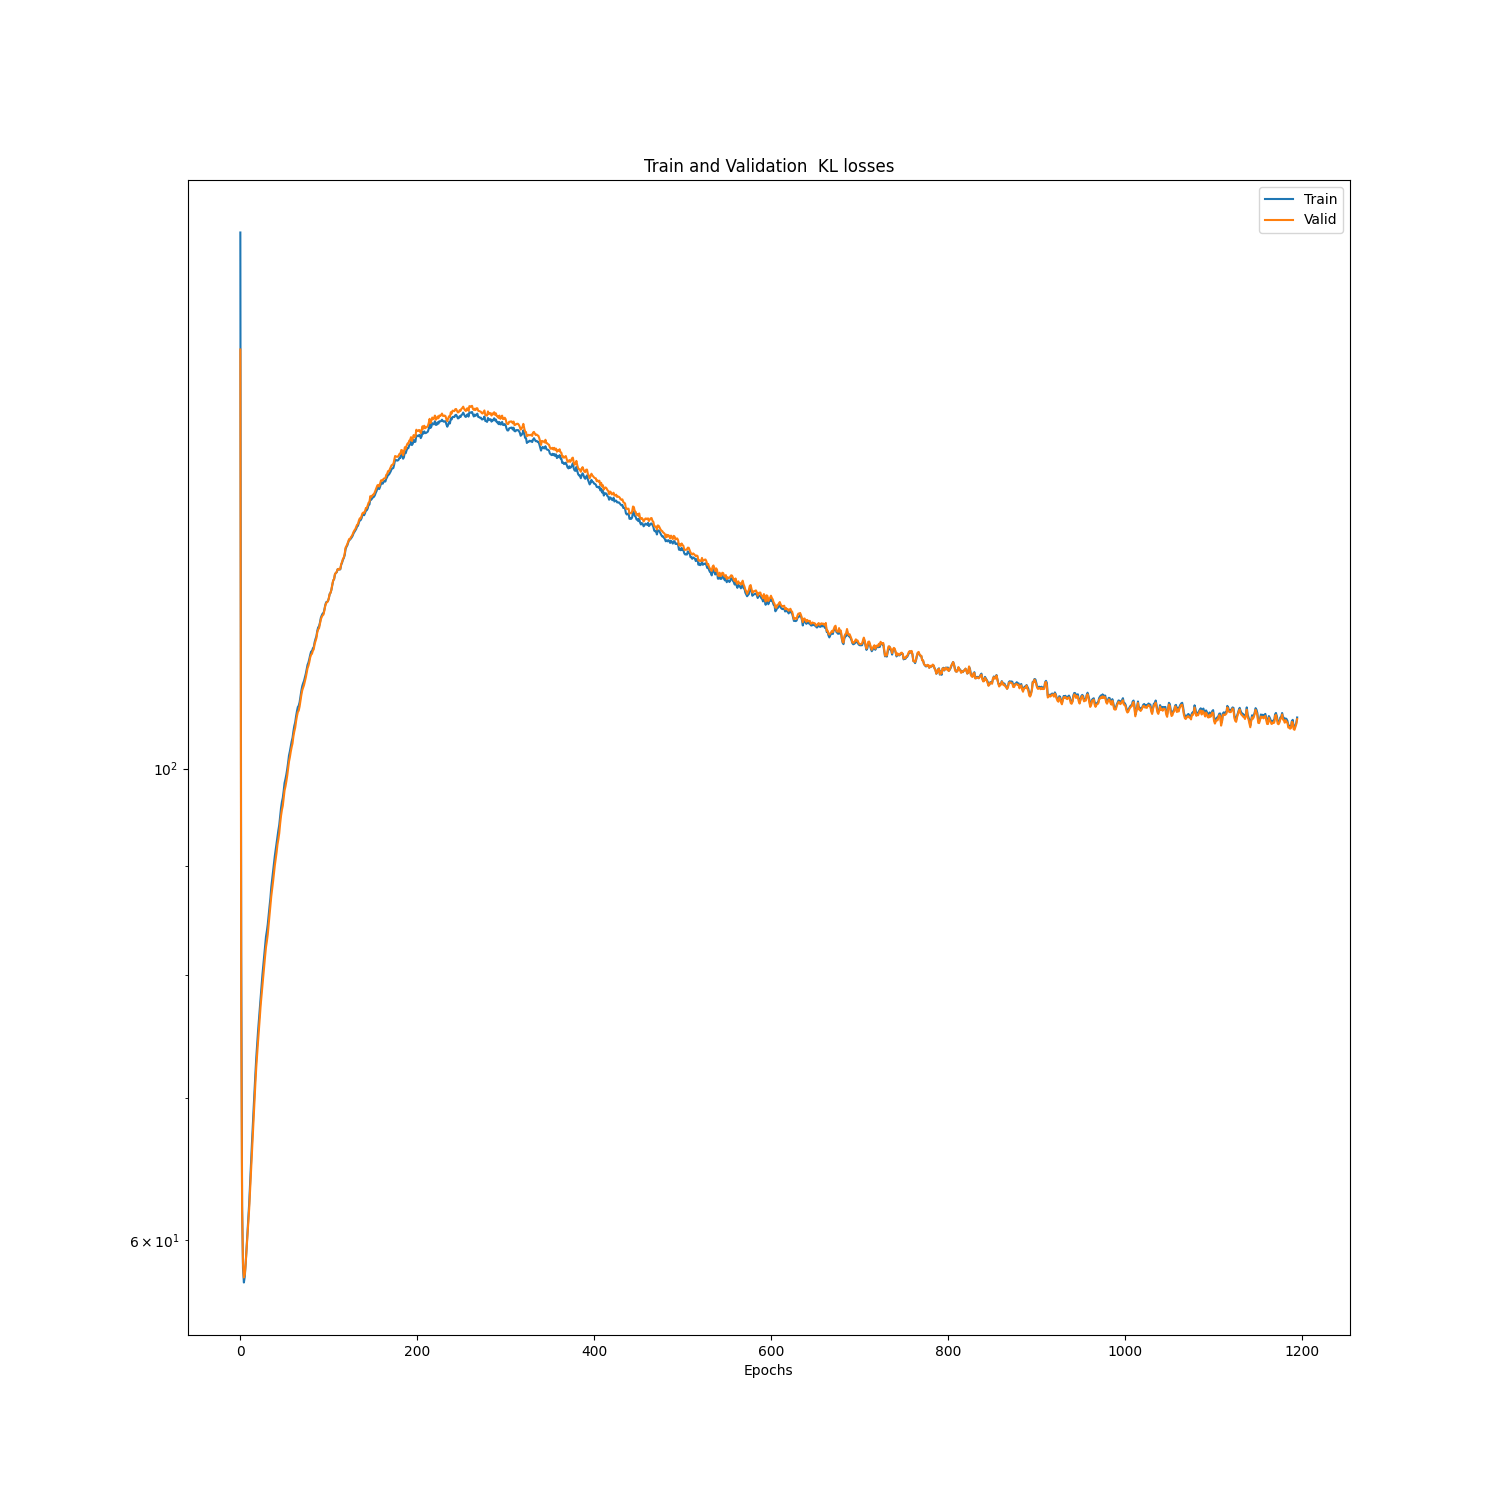 Train and Validation  KL losses
Train
Valid
10²
6 × 10¹
0 200 400 600 800 1000 1200
Epochs